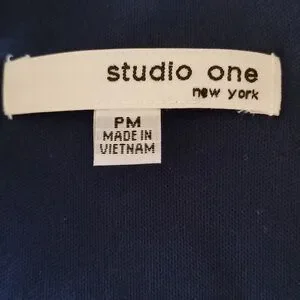 studio one
new york
PM
MADE IN
VIETNAM